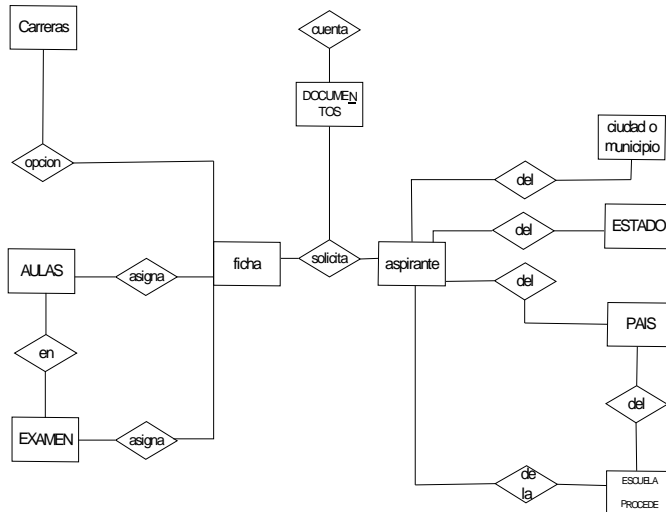 Carreras
cuenta
DOCUMEN
TOS
ciudad o
municipio
opcion
del
del
ESTADO
ficha
solicita
aspirante
AULAS
asigna
del
PAIS
en
del
EXAMEN
asigna
de
la
ESCUELA
PROCEDE